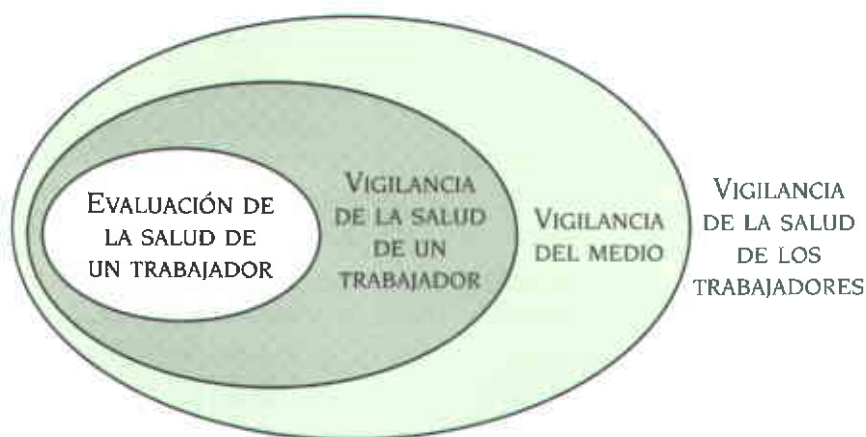 EVALUACIÓN DE
LA SALUD DE
UN TRABAJADOR
VIGILANCIA
DE LA SALUD
DE UN
TRABAJADOR
VIGILANCIA
DEL MEDIO
VIGILANCIA
DE LA SALUD
DE LOS
TRABAJADORES